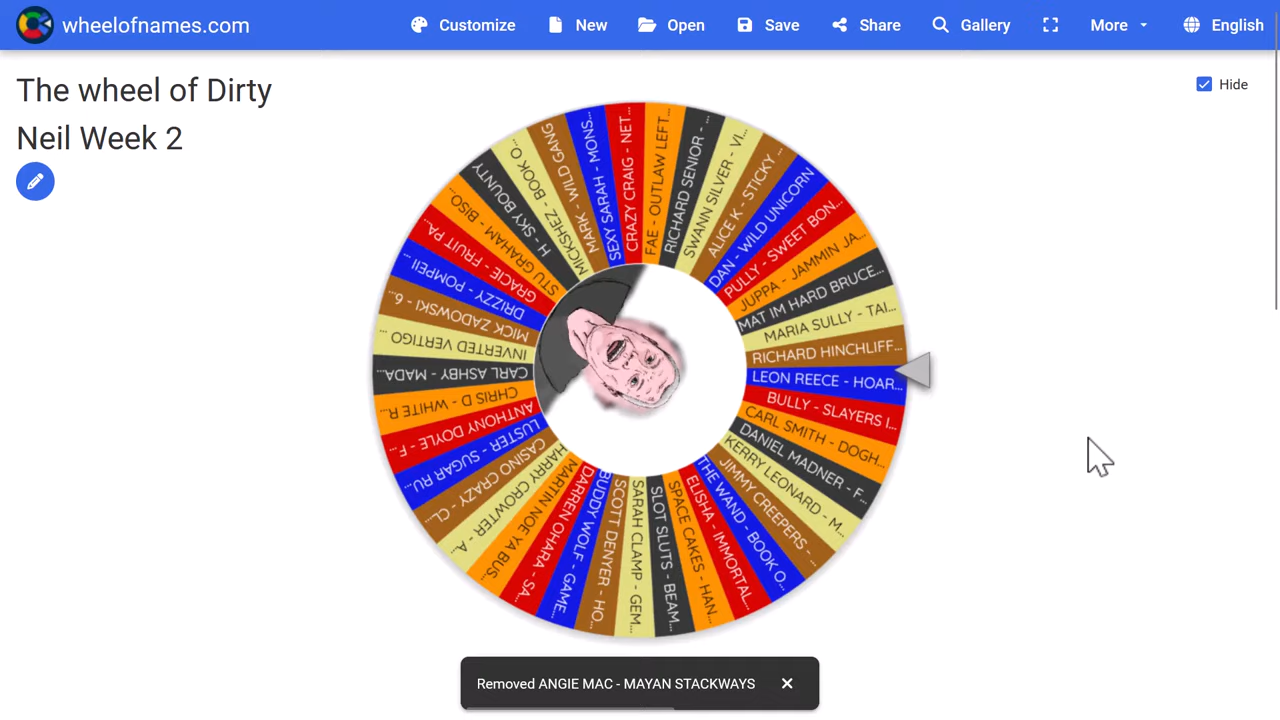 wheelofnames.com
Customize
New
Open
Save
Share
Gallery
More
English
The wheel of Dirty
Neil Week 2
Hide
CRAZY CRAIG - NET...
FAE - OUTLAW LEFT...
RICHARD SENIOR - ...
SWANN SILVER - VI...
ALICE K - STICKY ...
DAN - WILD UNICORN
PULLY - SWEET BON...
JUPPA - JAMMIN JA...
MAT IM HARD BRUCE...
MARIA SULLY - TAI...
RICHARD HINCHLIFF...
LEON REECE - HOAR...
BULLY - SLAYERS I...
CARL SMITH - DOGH...
DANIEL MADNER - F...
KERRY LEONARD - M...
JIMMY CREEPERS - ...
THE WAND - BOOK O...
ELISHA - IMMORTAL...
SPACE CAKES - HAN...
SLOT SLUTS - BEAM...
SARAH CLAMP - GEM...
SCOTT DENYER - HO...
BUDDY WOLF - GAME...
DARREN OHARA - SA...
MARTIN NOE YA BUS...
HARRY CROWTER - A...
CASINO CRAZY - CL...
LUSTER - SUGAR RU...
ANTHONY DOYLE - F...
CHRIS D - WHITE R...
CARL ASHBY - MADA...
INVERTED VERTIGO ...
MICK ZADOWSKI - 6...
DRIZZY - POMPEII
GRACIE - FRUIT PA...
STU GRAHAM - BISO...
H - SKY BOUNTY
MICKSHEZ - BOOK O...
MARK - WILD GANG
SEXY SARAH - MONS...
Removed ANGIE MAC - MAYAN STACKWAYS